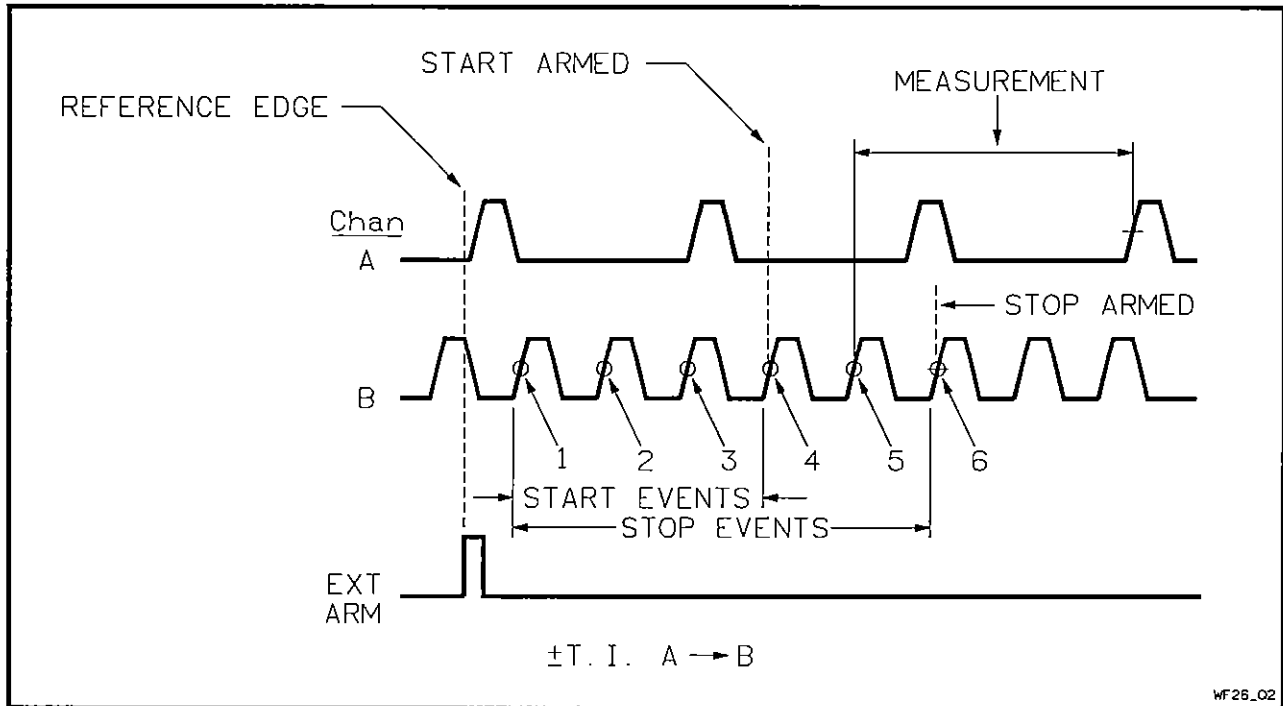 START ARMED
MEASUREMENT
REFERENCE EDGE
Chan
A
STOP ARMED
B
1 2 3 4 5 6
START EVENTS
STOP EVENTS
EXT
ARM
±T.I. A → B
WF26_02